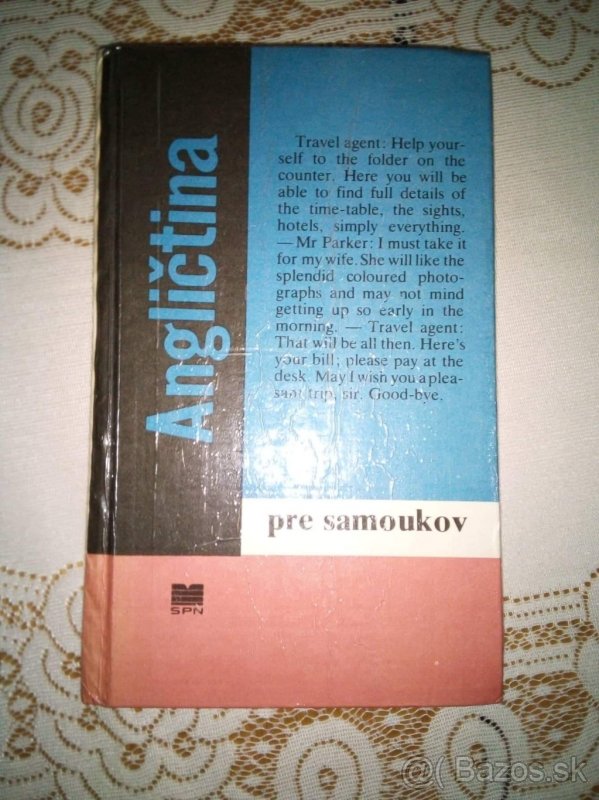 Angličtina
Travel agent: Help your-
self to the folder on the
counter. Here you will be
able to find full details of
the time-table, the sights,
hotels, simply everything.
— Mr Parker: I must take it
for my wife. She will like the
splendid coloured photo-
graphs and may not mind
getting up so early in the
morning. — Travel agent:
That will be all then. Here's
your bill; please pay at the
desk. May I wish you a plea-
sant trip, sir. Good-bye.
pre samoukov
SPN
@( Bazos.sk